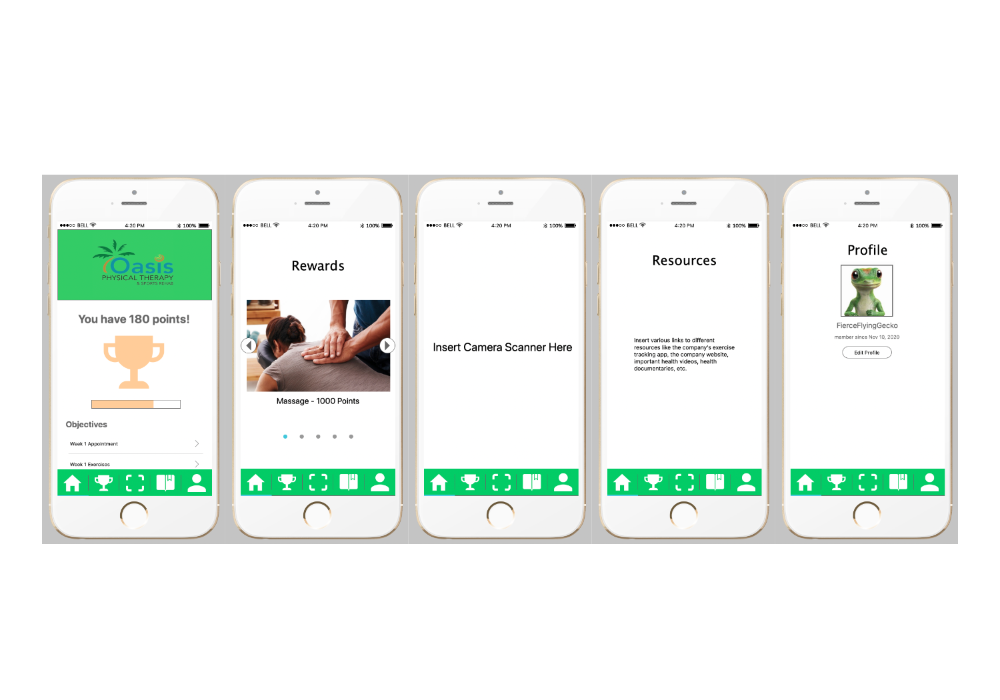 BELL 4:20 PM 100%
Oasis
PHYSICAL THERAPY
& SPORTS REHAB
You have 180 points!
Objectives
Week 1 Appointment
Week 1 Exercises
BELL 4:20 PM 100%
Rewards
Massage - 1000 Points
BELL 4:20 PM 100%
Insert Camera Scanner Here
BELL 4:20 PM 100%
Resources
Insert various links to different
resources like the company's exercise
tracking app, the company website,
important health videos, health
documentaries, etc.
BELL 4:20 PM 100%
Profile
FierceFlyingGecko
member since Nov 10, 2020
Edit Profile